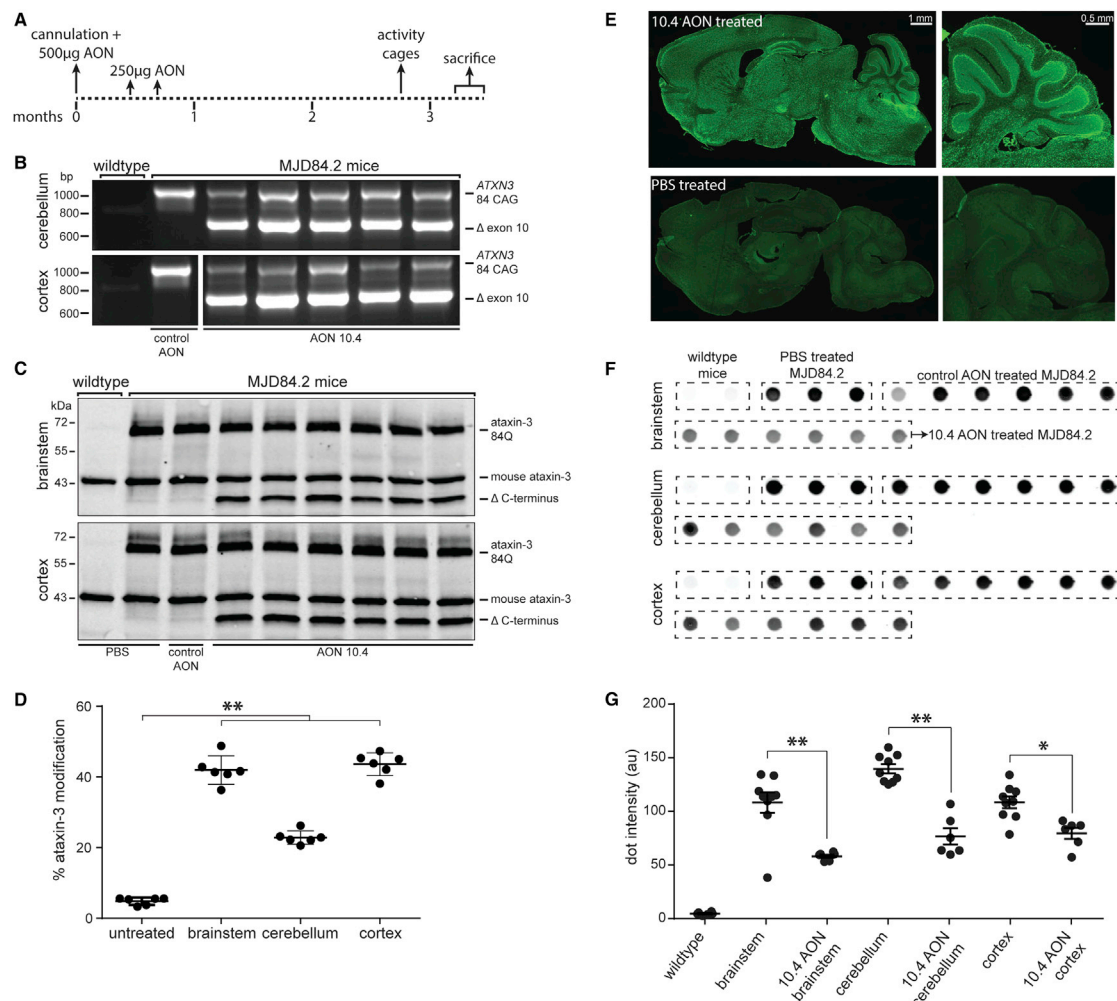 A
cannulation +
500µg AON
250µg AON
activity
cages
sacrifice
months
0
1
2
3
B
wildtype
MJD84.2 mice
bp
cerebellum
1000
800
600
ATXN3
84 CAG
Δ exon 10
cortex
1000
800
600
ATXN3
84 CAG
Δ exon 10
control
AON
AON 10.4
C
wildtype
MJD84.2 mice
kDa
brainstem
72
55
43
ataxin-3
84Q
mouse ataxin-3
Δ C-terminus
cortex
72
55
43
ataxin-3
84Q
mouse ataxin-3
Δ C-terminus
PBS
control
AON
AON 10.4
D
% ataxin-3 modification
60
40
20
0
**
untreated
brainstem
cerebellum
cortex
E
10.4 AON treated
1 mm
0.5 mm
PBS treated
F
wildtype
mice
PBS treated
MJD84.2
control AON treated MJD84.2
brainstem
10.4 AON treated MJD84.2
cerebellum
cortex
G
dot intensity (au)
200
150
100
50
0
**
**
*
wildtype
brainstem
10.4 AON
brainstem
cerebellum
10.4 AON
cerebellum
cortex
10.4 AON
cortex